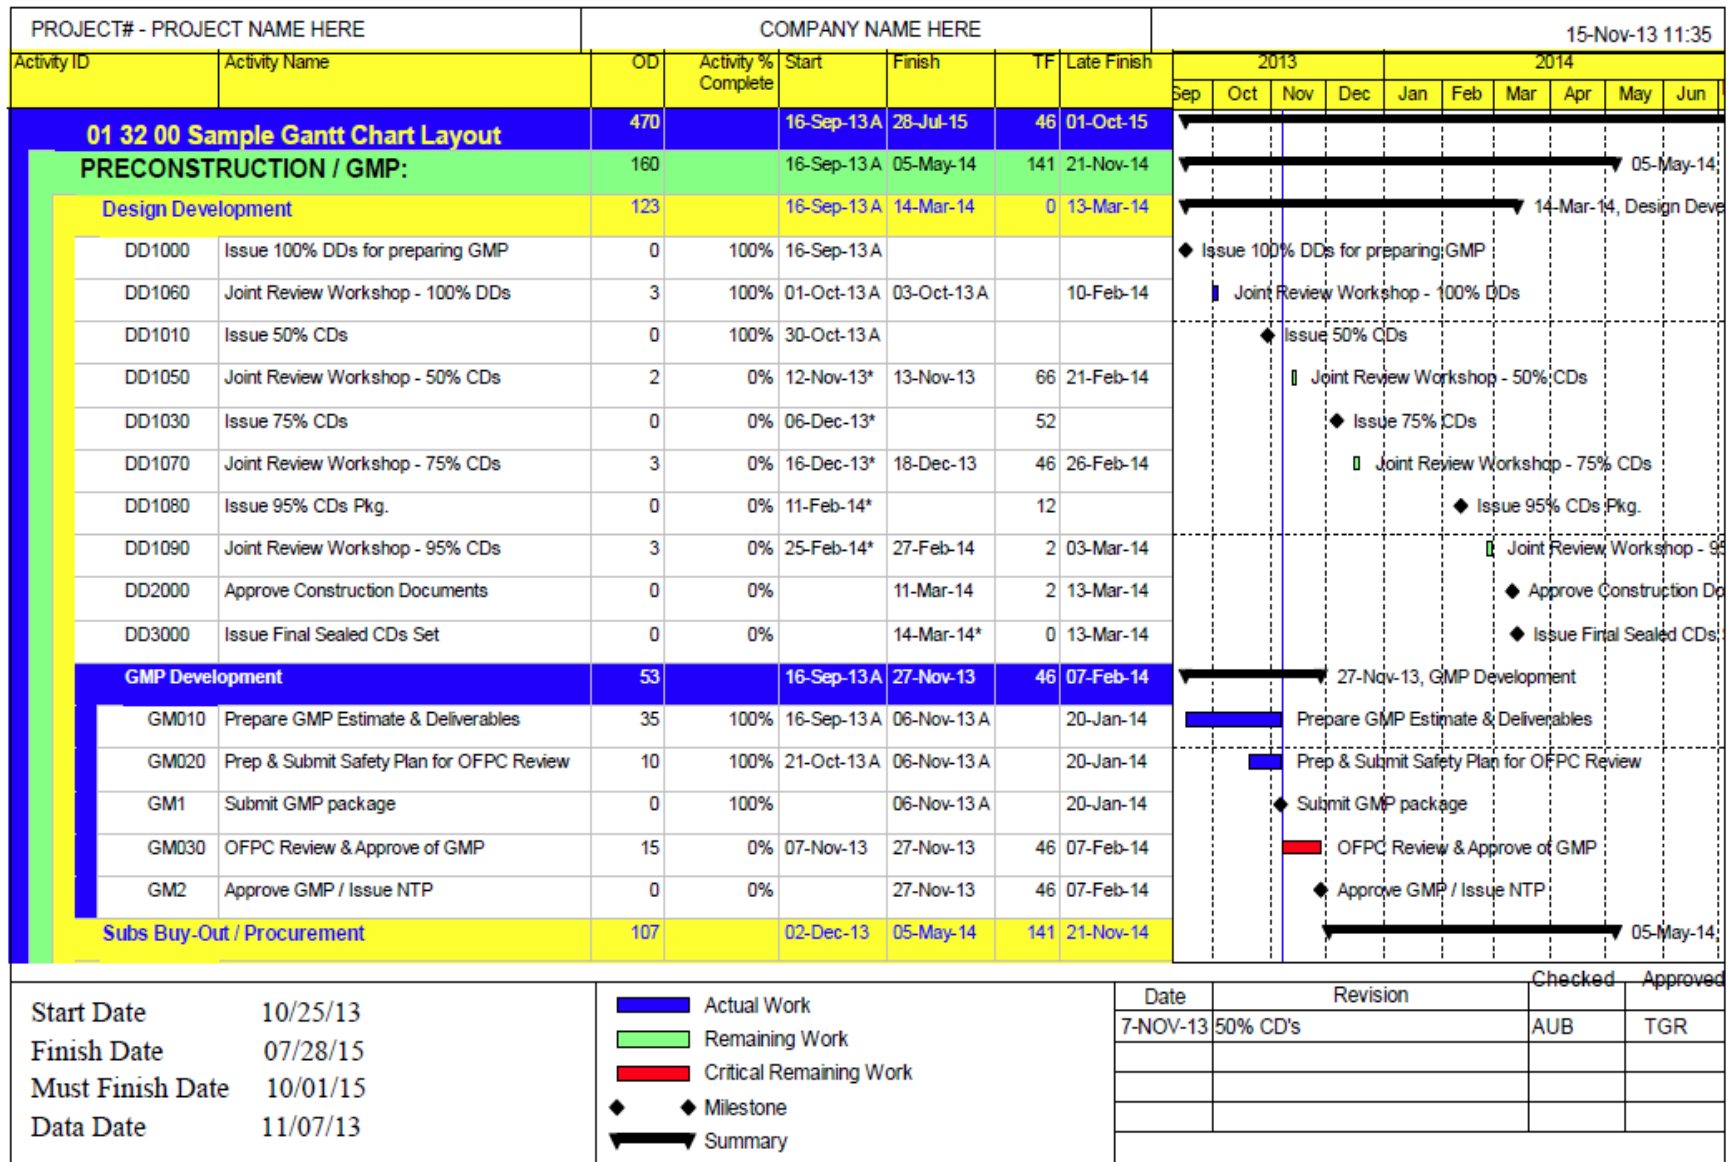 PROJECT# - PROJECT NAME HERE COMPANY NAME HERE 15-Nov-13 11:35
Activity ID Activity Name OD Activity % Complete Start Finish TF Late Finish 2013 2014
Sep Oct Nov Dec Jan Feb Mar Apr May Jun
01 32 00 Sample Gantt Chart Layout 470 16-Sep-13 A 28-Jul-15 46 01-Oct-15
PRECONSTRUCTION / GMP: 160 16-Sep-13 A 05-May-14 141 21-Nov-14 05-May-14,
Design Development 123 16-Sep-13 A 14-Mar-14 0 13-Mar-14 14-Mar-14, Design Deve
DD1000 Issue 100% DDs for preparing GMP 0 100% 16-Sep-13 A Issue 100% DDs for preparing GMP
DD1060 Joint Review Workshop - 100% DDs 3 100% 01-Oct-13 A 03-Oct-13 A 10-Feb-14 Joint Review Workshop - 100% DDs
DD1010 Issue 50% CDs 0 100% 30-Oct-13 A Issue 50% CDs
DD1050 Joint Review Workshop - 50% CDs 2 0% 12-Nov-13* 13-Nov-13 66 21-Feb-14 Joint Review Workshop - 50% CDs
DD1030 Issue 75% CDs 0 0% 06-Dec-13* 52 Issue 75% CDs
DD1070 Joint Review Workshop - 75% CDs 3 0% 16-Dec-13* 18-Dec-13 46 26-Feb-14 Joint Review Workshop - 75% CDs
DD1080 Issue 95% CDs Pkg. 0 0% 11-Feb-14* 12 Issue 95% CDs Pkg.
DD1090 Joint Review Workshop - 95% CDs 3 0% 25-Feb-14* 27-Feb-14 2 03-Mar-14 Joint Review Workshop - 95
DD2000 Approve Construction Documents 0 0% 11-Mar-14 2 13-Mar-14 Approve Construction Do
DD3000 Issue Final Sealed CDs Set 0 0% 14-Mar-14* 0 13-Mar-14 Issue Final Sealed CDs
GMP Development 53 16-Sep-13 A 27-Nov-13 46 07-Feb-14 27-Nov-13, GMP Development
GM010 Prepare GMP Estimate & Deliverables 35 100% 16-Sep-13 A 06-Nov-13 A 20-Jan-14 Prepare GMP Estimate & Deliverables
GM020 Prep & Submit Safety Plan for OFPC Review 10 100% 21-Oct-13 A 06-Nov-13 A 20-Jan-14 Prep & Submit Safety Plan for OFPC Review
GM1 Submit GMP package 0 100% 06-Nov-13 A 20-Jan-14 Submit GMP package
GM030 OFPC Review & Approve of GMP 15 0% 07-Nov-13 27-Nov-13 46 07-Feb-14 OFPC Review & Approve of GMP
GM2 Approve GMP / Issue NTP 0 0% 27-Nov-13 46 07-Feb-14 Approve GMP / Issue NTP
Subs Buy-Out / Procurement 107 02-Dec-13 05-May-14 141 21-Nov-14 05-May-14,
Start Date 10/25/13
Finish Date 07/28/15
Must Finish Date 10/01/15
Data Date 11/07/13
Actual Work
Remaining Work
Critical Remaining Work
Milestone
Summary
Date Revision Checked Approved
7-NOV-13 50% CD's AUB TGR